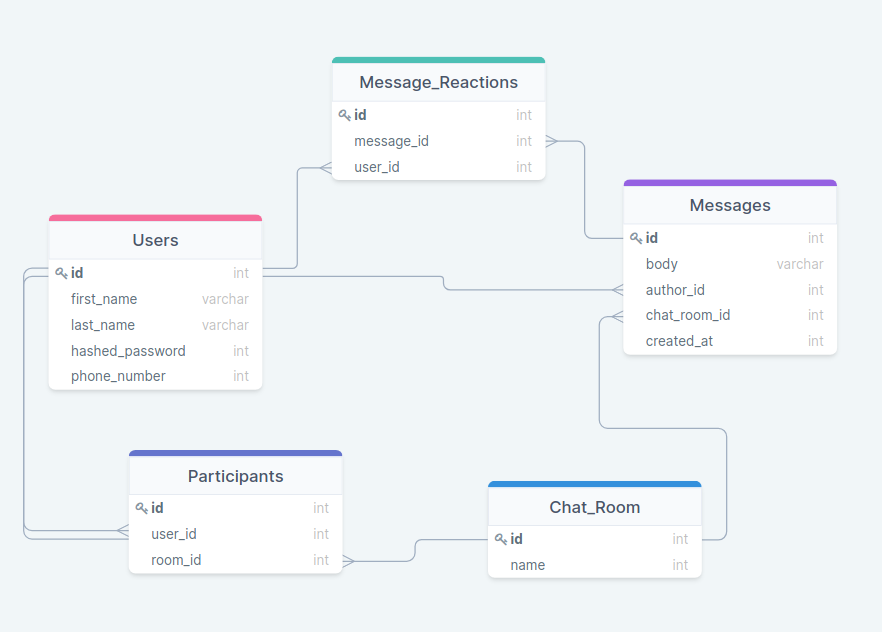 Message_Reactions
id int
message_id int
user_id int
Messages
id int
body varchar
author_id int
chat_room_id int
created_at int
Users
id int
first_name varchar
last_name varchar
hashed_password int
phone_number int
Participants
id int
user_id int
room_id int
Chat_Room
id int
name int